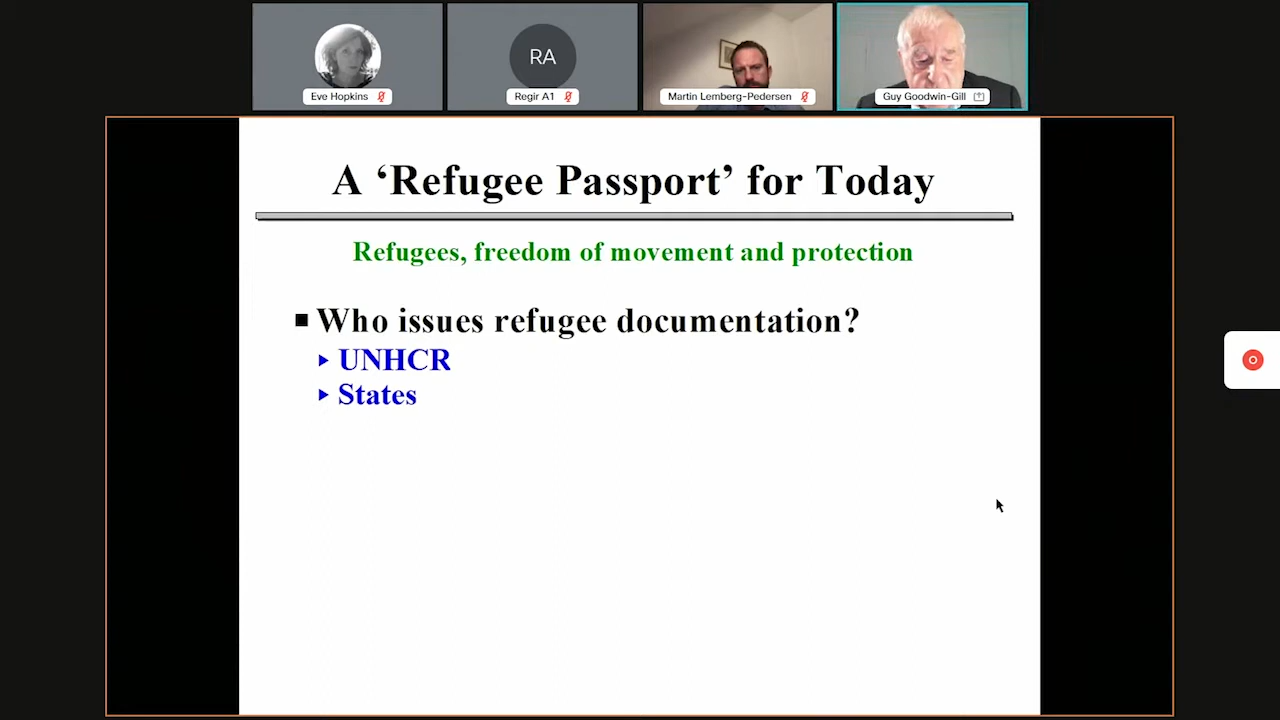 RA
Eve Hopkins
Regir A1
Martin Lemberg-Pedersen
Guy Goodwin-Gill
A ‘Refugee Passport’ for Today
Refugees, freedom of movement and protection
Who issues refugee documentation?
UNHCR
States